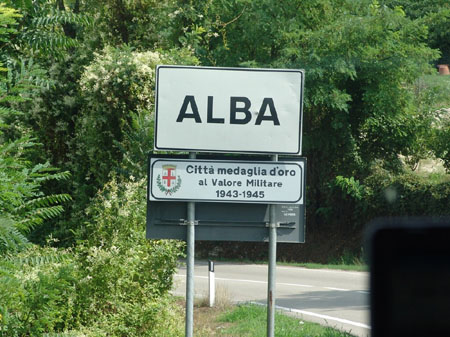 ALBA
Città medaglia d'oro
al Valore Militare
1943-1945